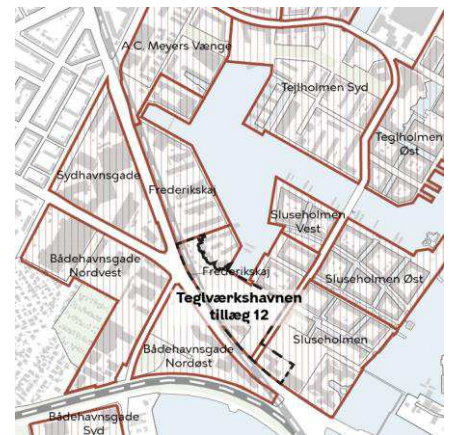 A.C. Meyers Vænge
Tejlholmen Syd
Teglholmen
Øst
Sydhavnsgade
Frederikskaj
Sluseholmen
Vest
Bådehavnsgade
Nordvest
Frederikskaj
Sluseholmen Øst
Teglværkshavnen
tillæg 12
Sluseholmen
Bådehavnsgade
Nordøst
Bådehavnsgade
Syd